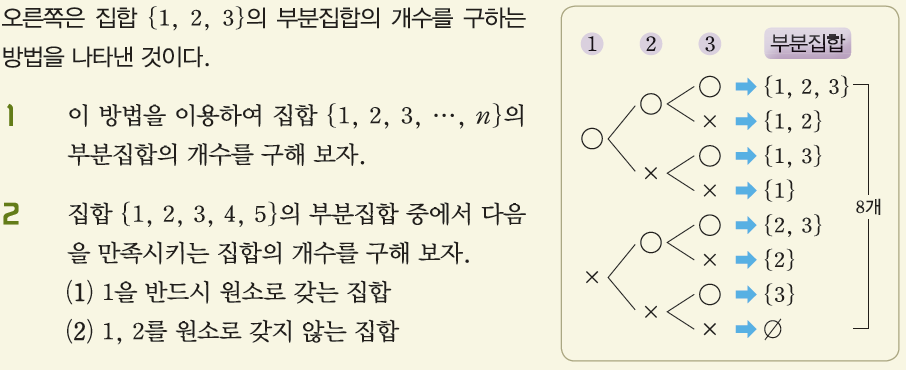 오른쪽은 집합 {1, 2, 3}의 부분집합의 개수를 구하는
방법을 나타낸 것이다.
1 이 방법을 이용하여 집합 {1, 2, 3, …, n}의
부분집합의 개수를 구해 보자.
2 집합 {1, 2, 3, 4, 5}의 부분집합 중에서 다음
을 만족시키는 집합의 개수를 구해 보자.
(1) 1을 반드시 원소로 갖는 집합
(2) 1, 2를 원소로 갖지 않는 집합
1 2 3 부분집합
○ ➡ {1, 2, 3}
○ × ➡ {1, 2}
○ ○ ➡ {1, 3}
× × ➡ {1}
8개
○ ➡ {2, 3}
○ × ➡ {2}
× ○ ➡ {3}
× × ➡ ∅